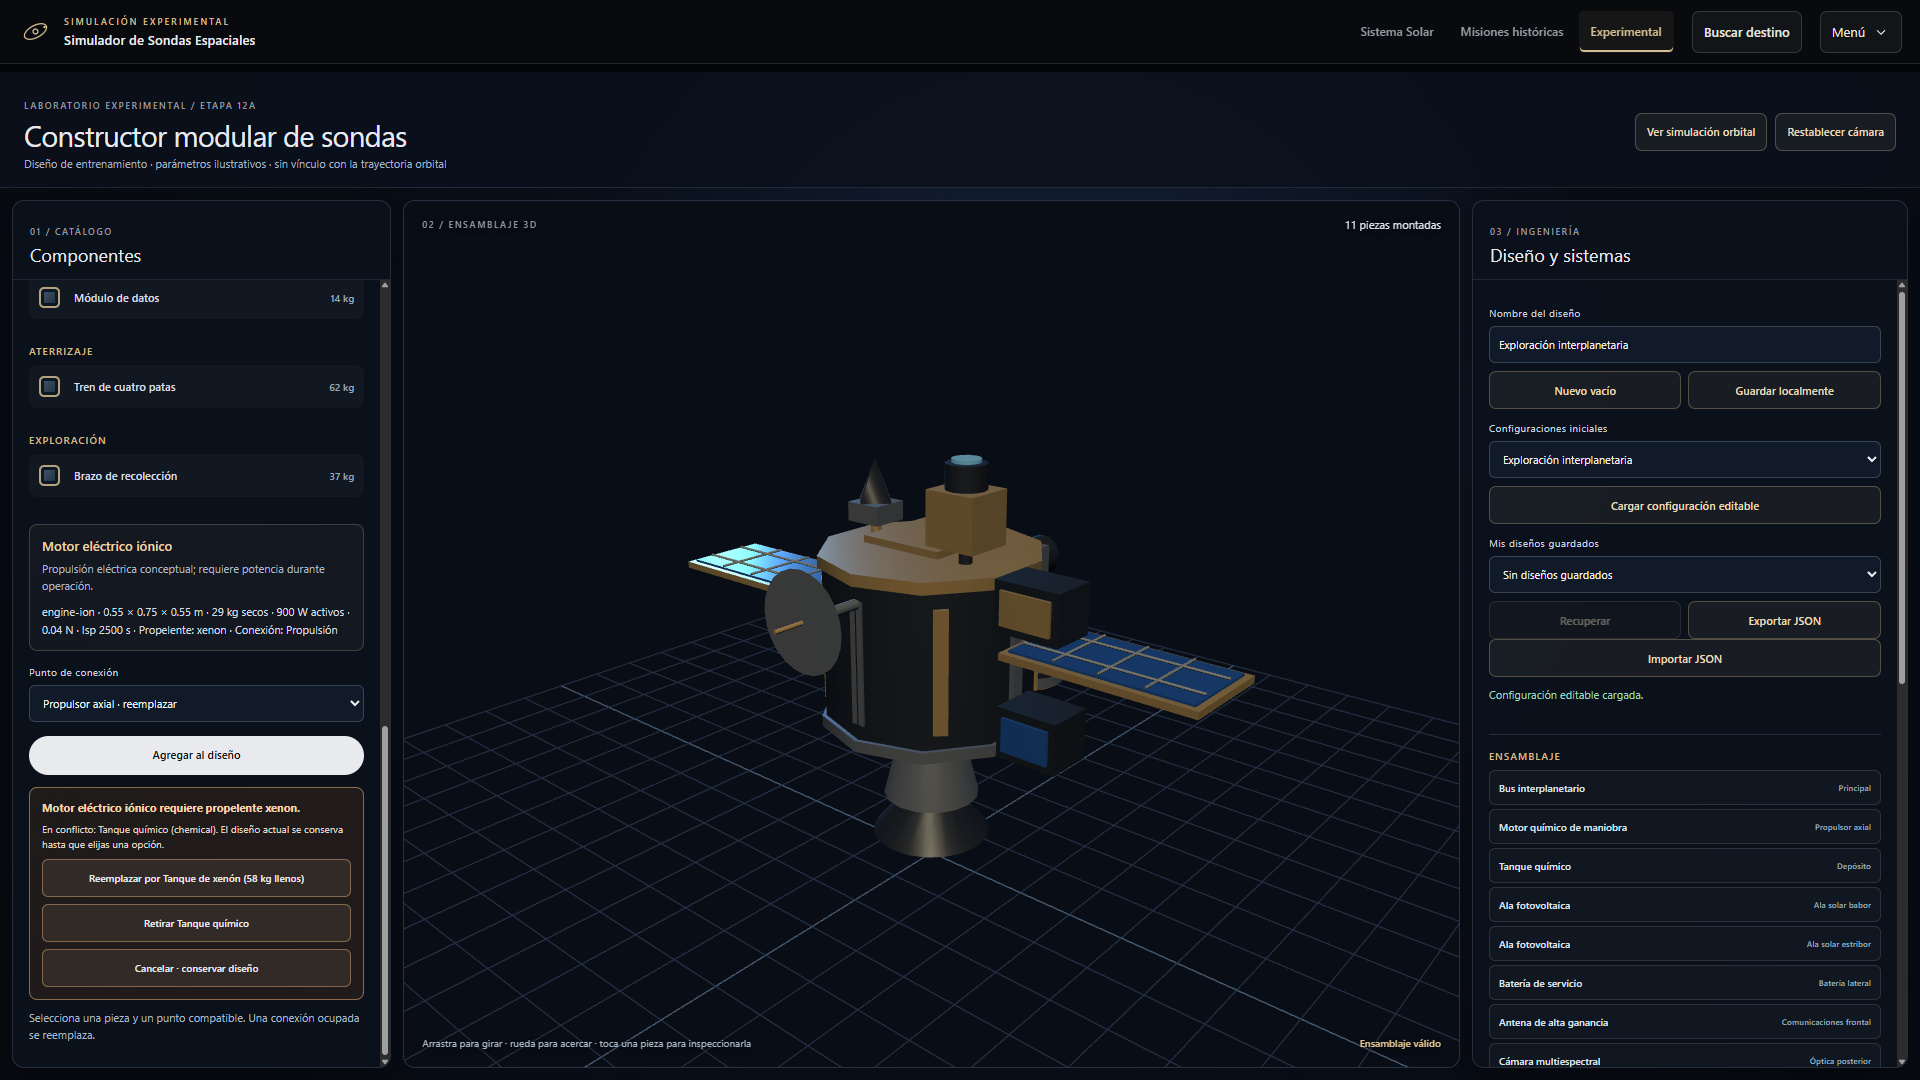 SIMULACIÓN EXPERIMENTAL
Simulador de Sondas Espaciales
Sistema Solar
Misiones históricas
Experimental
Buscar destino
Menú
LABORATORIO EXPERIMENTAL / ETAPA 12A
Constructor modular de sondas
Diseño de entrenamiento · parámetros ilustrativos · sin vínculo con la trayectoria orbital
Ver simulación orbital
Restablecer cámara
01 / CATÁLOGO
Componentes
Módulo de datos
14 kg
ATERRIZAJE
Tren de cuatro patas
62 kg
EXPLORACIÓN
Brazo de recolección
37 kg
Motor eléctrico iónico
Propulsión eléctrica conceptual; requiere potencia durante
operación.
engine-ion · 0.55 × 0.75 × 0.55 m · 29 kg secos · 900 W activos ·
0.04 N · Isp 2500 s · Propelente: xenon · Conexión: Propulsión
Punto de conexión
Propulsor axial · reemplazar
Agregar al diseño
Motor eléctrico iónico requiere propelente xenon.
En conflicto: Tanque químico (chemical). El diseño actual se conserva
hasta que elijas una opción.
Reemplazar por Tanque de xenón (58 kg llenos)
Retirar Tanque químico
Cancelar · conservar diseño
Selecciona una pieza y un punto compatible. Una conexión ocupada
se reemplaza.
02 / ENSAMBLAJE 3D
11 piezas montadas
Arrastra para girar · rueda para acercar · toca una pieza para inspeccionarla
Ensamblaje válido
03 / INGENIERÍA
Diseño y sistemas
Nombre del diseño
Exploración interplanetaria
Nuevo vacío
Guardar localmente
Configuraciones iniciales
Exploración interplanetaria
Cargar configuración editable
Mis diseños guardados
Sin diseños guardados
Recuperar
Exportar JSON
Importar JSON
Configuración editable cargada.
ENSAMBLAJE
Bus interplanetario
Principal
Motor químico de maniobra
Propulsor axial
Tanque químico
Depósito
Ala fotovoltaica
Ala solar babor
Ala fotovoltaica
Ala solar estribor
Batería de servicio
Batería lateral
Antena de alta ganancia
Comunicaciones frontal
Cámara multiespectral
Óptica posterior